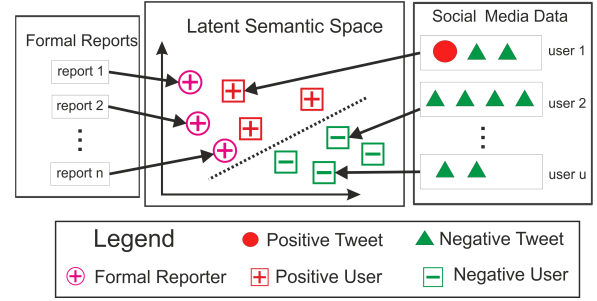 Formal Reports
report 1
report 2
report n
Latent Semantic Space
Social Media Data
user 1
user 2
user u
Legend
Positive Tweet
Negative Tweet
Formal Reporter
Positive User
Negative User